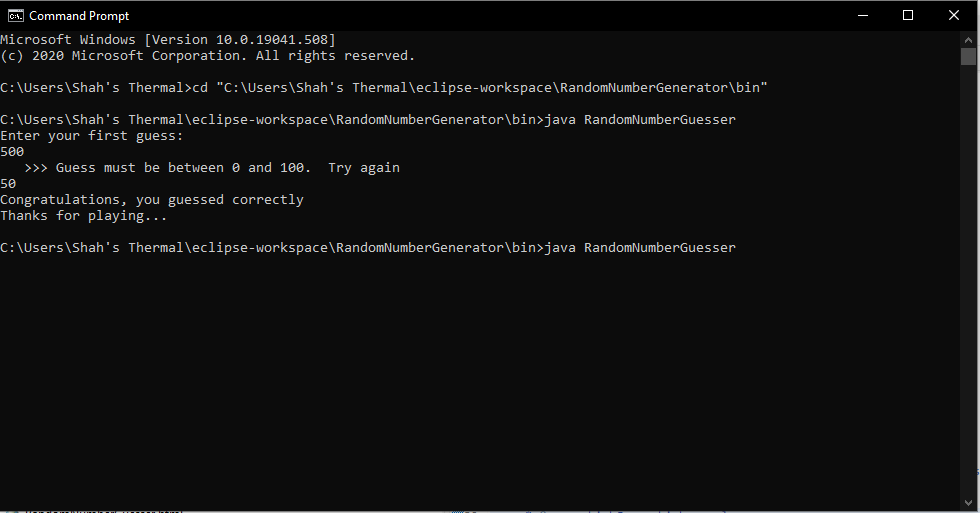 Command Prompt
Microsoft Windows [Version 10.0.19041.508]
(c) 2020 Microsoft Corporation. All rights reserved.
C:\Users\Shah's Thermal>cd "C:\Users\Shah's Thermal\eclipse-workspace\RandomNumberGenerator\bin"
C:\Users\Shah's Thermal\eclipse-workspace\RandomNumberGenerator\bin>java RandomNumberGuesser
Enter your first guess:
500
   >>> Guess must be between 0 and 100.  Try again
50
Congratulations, you guessed correctly
Thanks for playing...
C:\Users\Shah's Thermal\eclipse-workspace\RandomNumberGenerator\bin>java RandomNumberGuesser